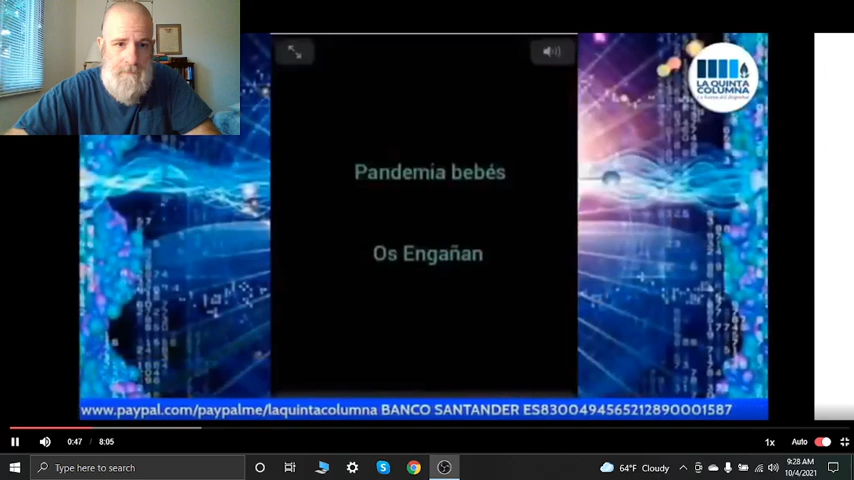 LA QUINTA
COLUMNA
Pandemia bebés
Os Engañan
www.paypal.com/paypalme/laquintacolumna BANCO SANTANDER ES8300494565212890001587
0:47 / 8:05
1x
Auto
Type here to search
64°F Cloudy
9:28 AM
10/4/2021